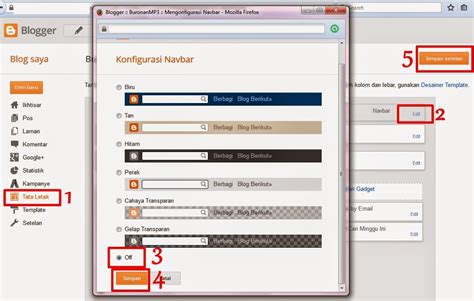 Blogger :: BuronanMP3 :: Mengonfigurasi Navbar - Mozilla Firefox
Blogger
Blog saya
Entri baru
Ikhtisar
Pos
Laman
Komentar
Google+
Statistik
Kampanye
1
Tata Letak
Template
Setelan
Konfigurasi Navbar
Biru
Berbagi Blog Berikut»
Tan
Berbagi Blog Berikut»
Hitam
Berbagi Blog Berikut»
Perak
Berbagi Blog Berikut»
Cahaya Transparan
Berbagi Blog Berikut»
Gelap Transparan
Berbagi Blog Berikut»
Off
3
Simpan
4
5
Simpan setelan
kolom dan lebar, gunakan Desainer Template.
Navbar
Edit
2
Edit
Edit
Gadget
by Email
Edit
Cari Minggu Ini
Edit